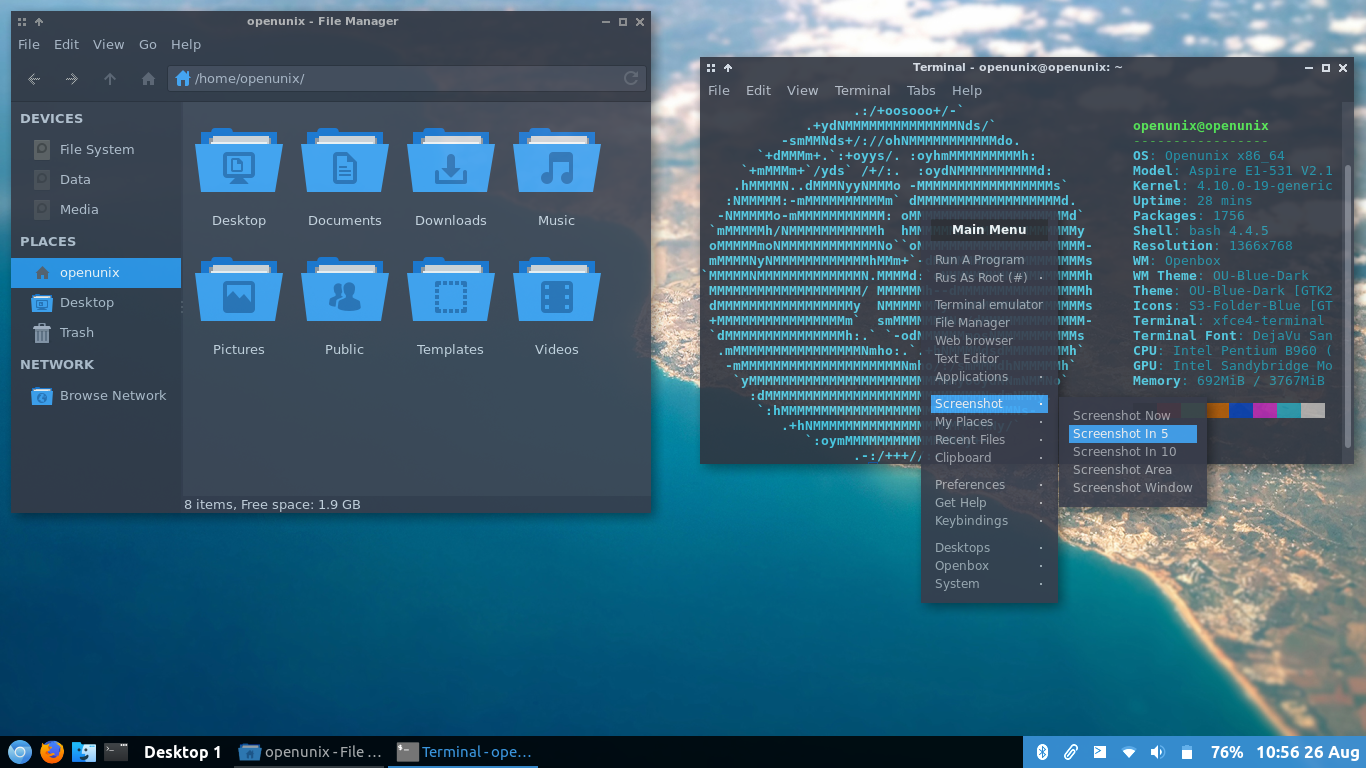 openunix - File Manager
File Edit View Go Help
/home/openunix/
DEVICES
File System
Data
Media
PLACES
openunix
Desktop
Trash
NETWORK
Browse Network
Desktop Documents Downloads Music
Pictures Public Templates Videos
8 items, Free space: 1.9 GB
Terminal - openunix@openunix: ~
File Edit View Terminal Tabs Help
openunix@openunix
-----------------
OS: Openunix x86_64
Model: Aspire E1-531 V2.1
Kernel: 4.10.0-19-generic
Uptime: 28 mins
Packages: 1756
Shell: bash 4.4.5
Resolution: 1366x768
WM: Openbox
WM Theme: OU-Blue-Dark
Theme: OU-Blue-Dark [GTK2
Icons: S3-Folder-Blue [GT
Terminal: xfce4-terminal
Terminal Font: DejaVu San
CPU: Intel Pentium B960 (
GPU: Intel Sandybridge Mo
Memory: 692MiB / 3767MiB
Main Menu
Run A Program
Rus As Root (#)
Terminal emulator
File Manager
Web browser
Text Editor
Applications
Screenshot
My Places
Recent Files
Clipboard
Preferences
Get Help
Keybindings
Desktops
Openbox
System
Screenshot Now
Screenshot In 5
Screenshot In 10
Screenshot Area
Screenshot Window
Desktop 1 openunix - File ... Terminal - ope... 76% 10:56 26 Aug